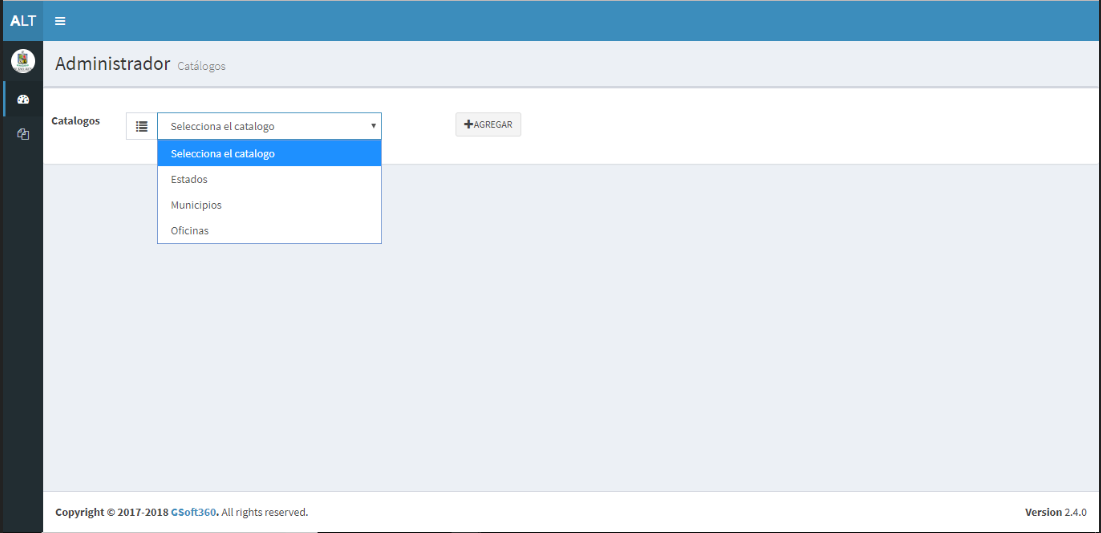 ALT
Administrador Catálogos
Catalogos
Selecciona el catalogo
AGREGAR
Selecciona el catalogo
Estados
Municipios
Oficinas
Copyright © 2017-2018 GSoft360. All rights reserved.
Version 2.4.0